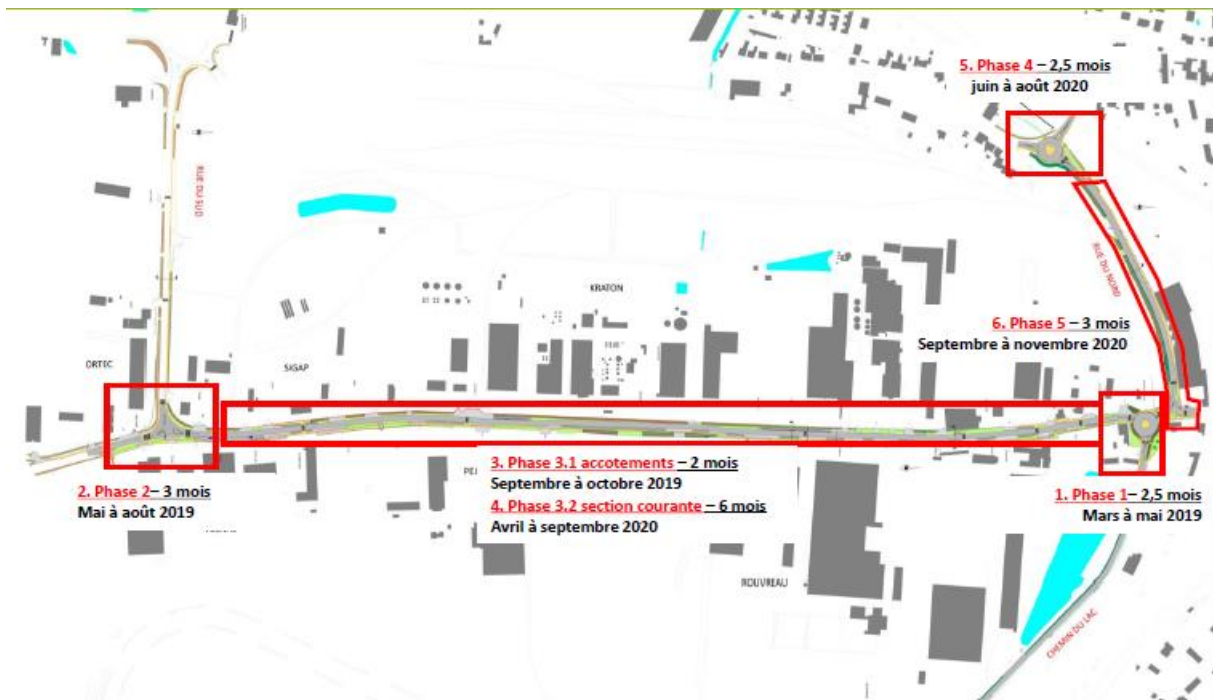 5. Phase 4 – 2,5 mois
juin à août 2020
RUE DU SUD
RUE DU NORD
KRATON
6. Phase 5 – 3 mois
Septembre à novembre 2020
ORTEC
SIGAP
3. Phase 3.1 accotements – 2 mois
Septembre à octobre 2019
4. Phase 3.2 section courante – 6 mois
Avril à septembre 2020
2. Phase 2– 3 mois
Mai à août 2019
1. Phase 1– 2,5 mois
Mars à mai 2019
7
ROUVREAU
CHEMIN DU LAC